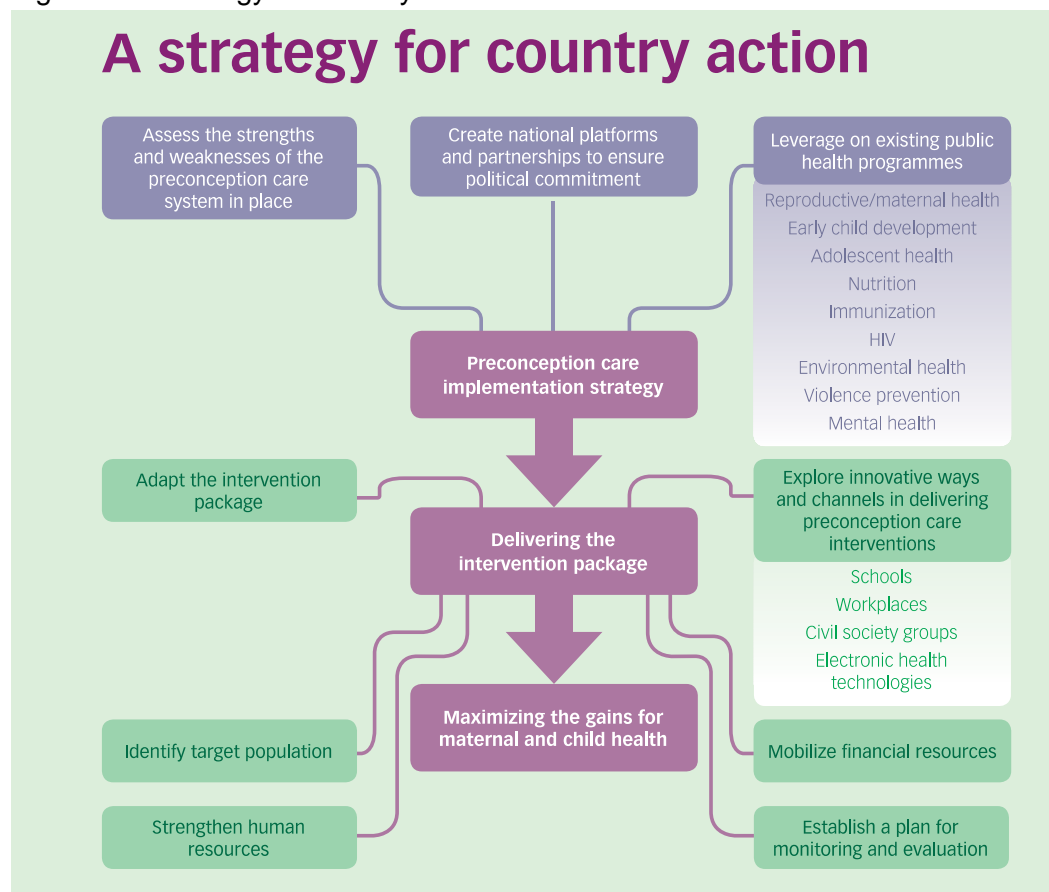 A strategy for country action
Assess the strengths
and weaknesses of the
preconception care
system in place
Create national platforms
and partnerships to ensure
political commitment
Leverage on existing public
health programmes
Reproductive/maternal health
Early child development
Adolescent health
Nutrition
Immunization
HIV
Environmental health
Violence prevention
Mental health
Preconception care
implementation strategy
Adapt the intervention
package
Delivering the
intervention package
Explore innovative ways
and channels in delivering
preconception care
interventions
Schools
Workplaces
Civil society groups
Electronic health
technologies
Maximizing the gains for
maternal and child health
Identify target population
Mobilize financial resources
Strengthen human
resources
Establish a plan for
monitoring and evaluation